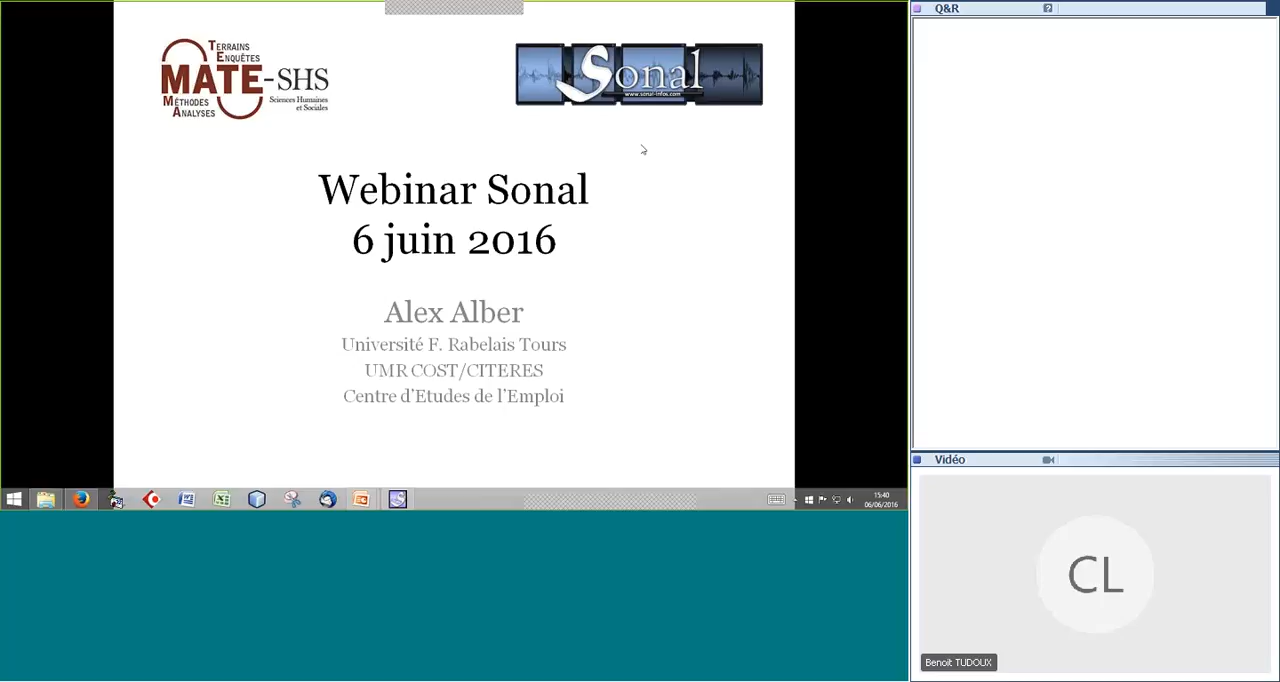 Q&R
TERRAINS
ENQUÊTES
MATE-SHS
Sciences Humaines
et Sociales
MÉTHODES
ANALYSES
Sonal
www.sonal-infos.com
Webinar Sonal
6 juin 2016
Alex Alber
Université F. Rabelais Tours
UMR COST/CITERES
Centre d'Etudes de l'Emploi
Vidéo
15:40
06/06/2016
CL
Benoit TUDOUX